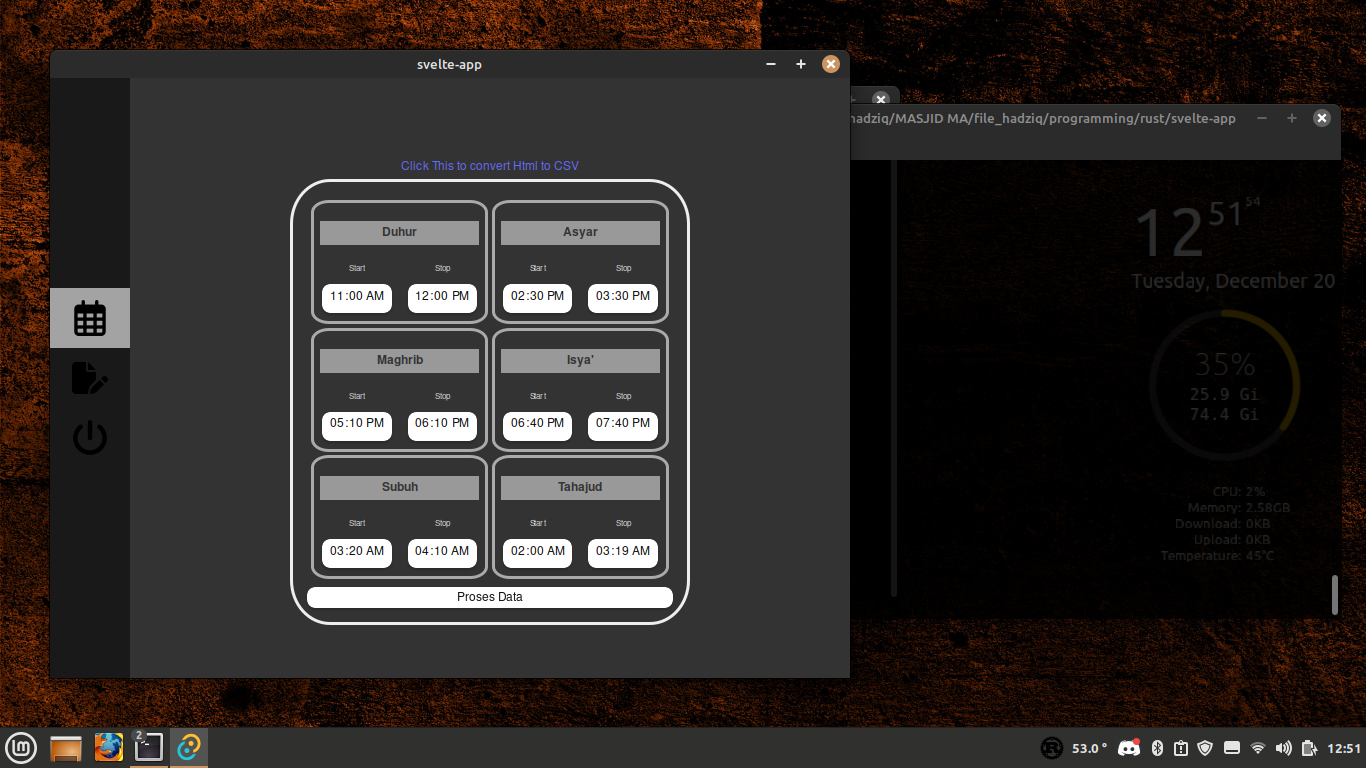 svelte-app
hadziq/MASJID MA/file_hadziq/programming/rust/svelte-app
Click This to convert Html to CSV
Duhur
Asyar
Start
Stop
Start
Stop
11:00 AM
12:00 PM
02:30 PM
03:30 PM
Maghrib
Isya'
Start
Stop
Start
Stop
05:10 PM
06:10 PM
06:40 PM
07:40 PM
Subuh
Tahajud
Start
Stop
Start
Stop
03:20 AM
04:10 AM
02:00 AM
03:19 AM
Proses Data
12 51 54
Tuesday, December 20
35%
25.9 Gi
74.4 Gi
CPU: 2%
Memory: 2.58GB
Download: 0KB
Upload: 0KB
Temperature: 45°C
2
53.0 °
12:51